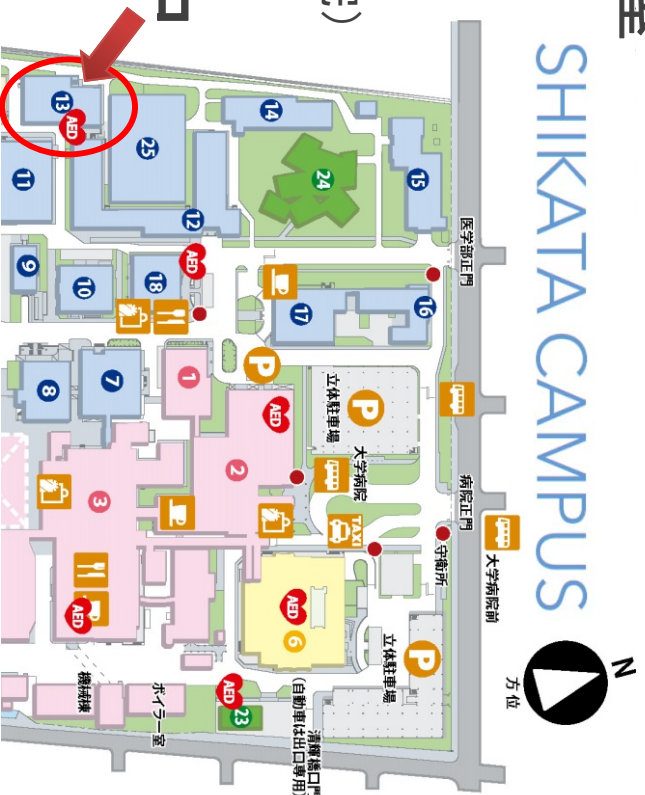 SHIKATA CAMPUS
N
方位
13
AED
25
14
24
15
11
12
医学部正門
9
10
18
AED
17
16
8
7
1
P
AED
P
立体駐車場
大学病院
病院正門
大学病院前
3
2
TAXI
守衛所
AED
AED
6
P
立体駐車場
機械棟
ボイラー室
AED
23
清輝橋口門
(自動車は出口専用)